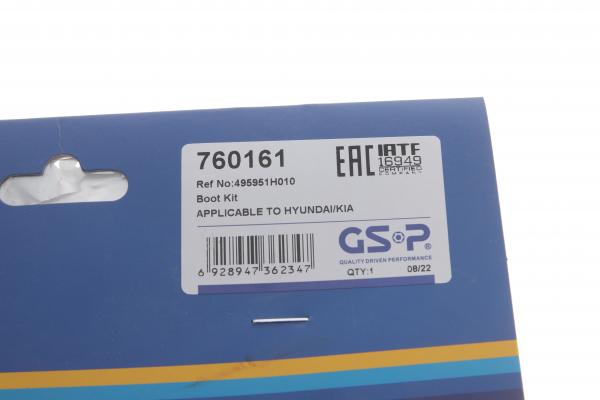 760161
Ref No:495951H010
Boot Kit
APPLICABLE TO HYUNDAI/KIA
EAC IATF
16949
CERTIFIED
COMPANY
GSP®
QUALITY DRIVEN PERFORMANCE
QTY:1 08/22
6 928947 362347